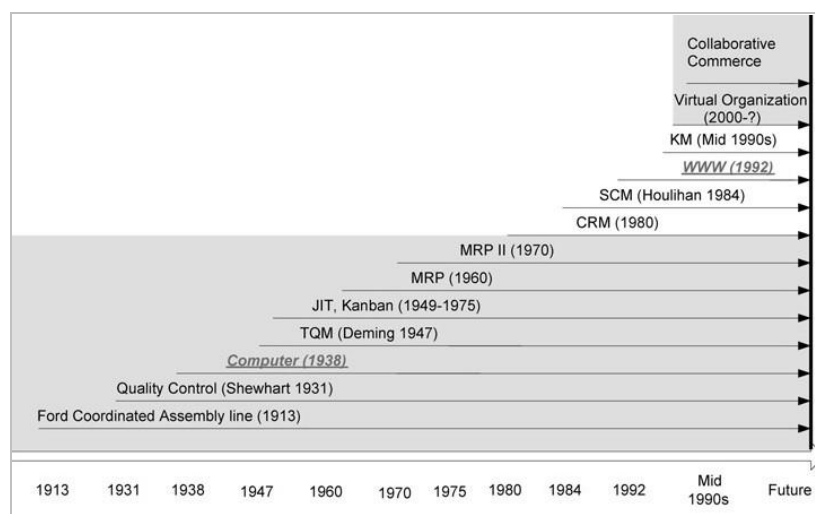 Collaborative
Commerce
Virtual Organization
(2000-?)
KM (Mid 1990s)
WWW (1992)
SCM (Houlihan 1984)
CRM (1980)
MRP II (1970)
MRP (1960)
JIT, Kanban (1949-1975)
TQM (Deming 1947)
Computer (1938)
Quality Control (Shewhart 1931)
Ford Coordinated Assembly line (1913)
1913 1931 1938 1947 1960 1970 1975 1980 1984 1992 Mid 1990s Future